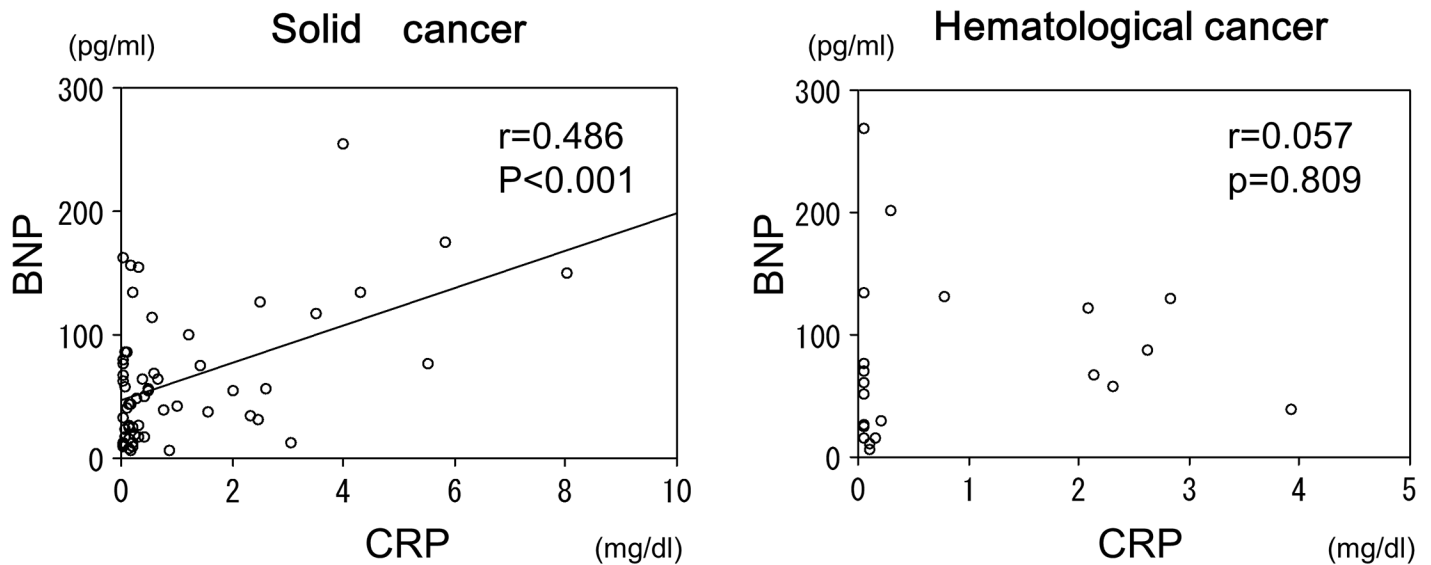 Solid cancer
(pg/ml)
300
200
100
0
BNP
r=0.486
P<0.001
0 2 4 6 8 10
CRP
(mg/dl)
Hematological cancer
(pg/ml)
300
200
100
0
BNP
r=0.057
p=0.809
0 1 2 3 4 5
CRP
(mg/dl)